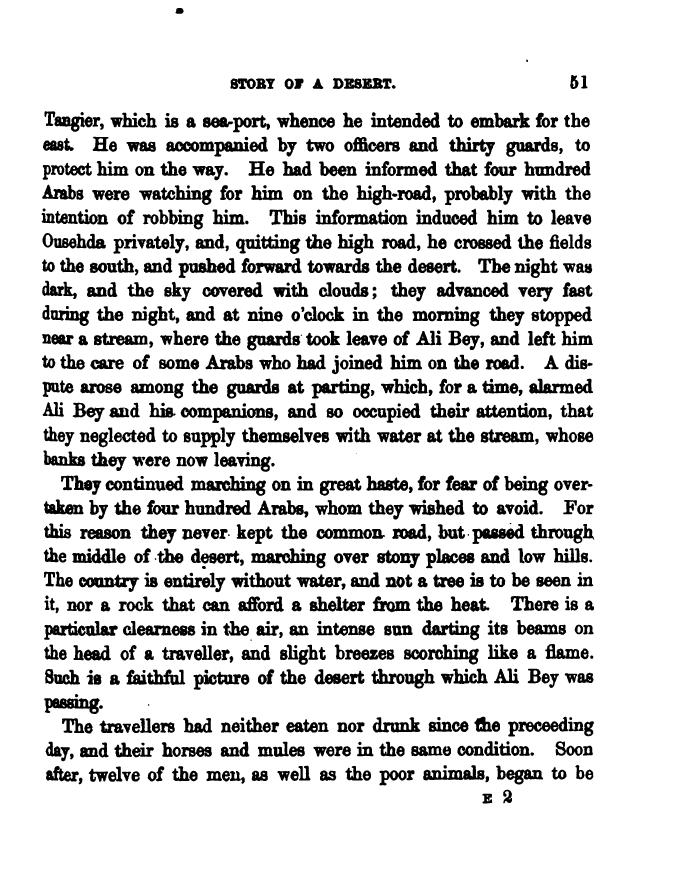 STORY OF A DESERT. 51
Tangier, which is a sea-port, whence he intended to embark for the
east. He was accompanied by two officers and thirty guards, to
protect him on the way. He had been informed that four hundred
Arabs were watching for him on the high-road, probably with the
intention of robbing him. This information induced him to leave
Ousehda privately, and, quitting the high road, he crossed the fields
to the south, and pushed forward towards the desert. The night was
dark, and the sky covered with clouds; they advanced very fast
during the night, and at nine o'clock in the morning they stopped
near a stream, where the guards took leave of Ali Bey, and left him
to the care of some Arabs who had joined him on the road. A dis-
pute arose among the guards at parting, which, for a time, alarmed
Ali Bey and his companions, and so occupied their attention, that
they neglected to supply themselves with water at the stream, whose
banks they were now leaving.
They continued marching on in great haste, for fear of being over-
taken by the four hundred Arabs, whom they wished to avoid. For
this reason they never kept the common road, but passed through
the middle of the desert, marching over stony places and low hills.
The country is entirely without water, and not a tree is to be seen in
it, nor a rock that can afford a shelter from the heat. There is a
particular clearness in the air, an intense sun darting its beams on
the head of a traveller, and slight breezes scorching like a flame.
Such is a faithful picture of the desert through which Ali Bey was
passing.
The travellers had neither eaten nor drunk since the preceeding
day, and their horses and mules were in the same condition. Soon
after, twelve of the men, as well as the poor animals, began to be
E 2